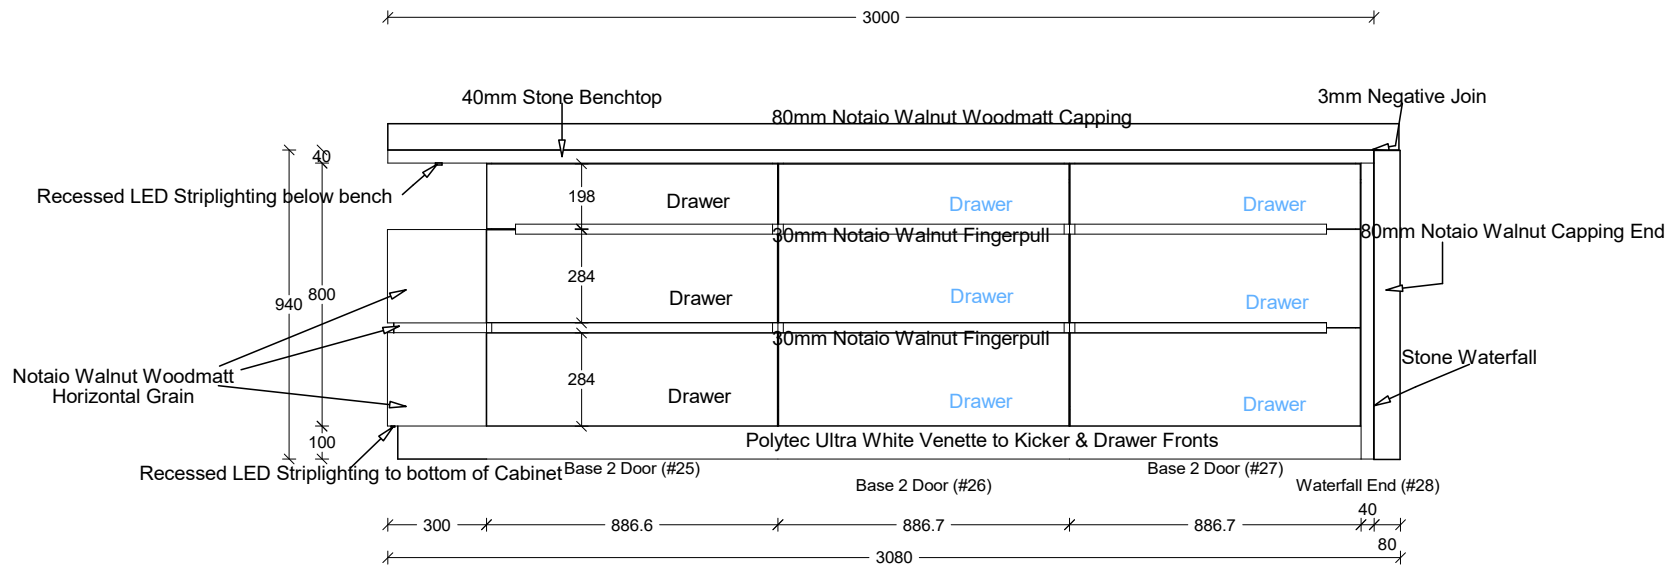 3000
40mm Stone Benchtop
3mm Negative Join
80mm Notaio Walnut Woodmatt Capping
40
Recessed LED Striplighting below bench
198
Drawer
Drawer
Drawer
30mm Notaio Walnut Fingerpull
80mm Notaio Walnut Capping End
284
940
800
Drawer
Drawer
Drawer
30mm Notaio Walnut Fingerpull
Stone Waterfall
Notaio Walnut Woodmatt
Horizontal Grain
284
Drawer
Drawer
Drawer
100
Polytec Ultra White Venette to Kicker & Drawer Fronts
Recessed LED Striplighting to bottom of Cabinet
Base 2 Door (#25)
Base 2 Door (#26)
Base 2 Door (#27)
Waterfall End (#28)
300
886.6
886.7
886.7
40
80
3080